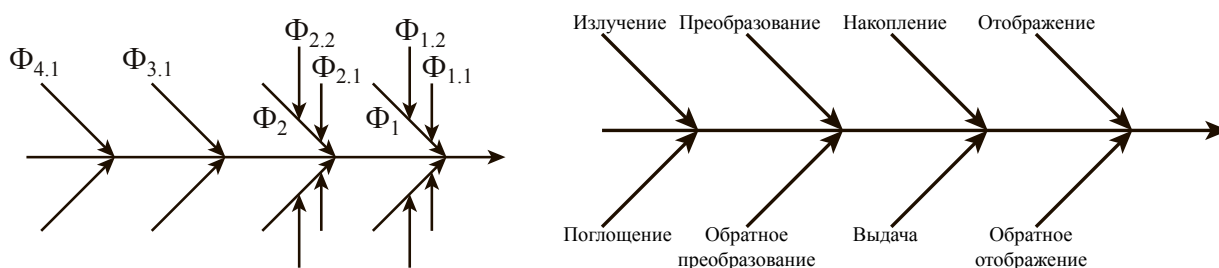 Φ2.2
Φ1.2
Φ4.1
Φ3.1
Φ2.1
Φ1.1
Φ2
Φ1
Излучение
Преобразование
Накопление
Отображение
Поглощение
Обратное
преобразование
Выдача
Обратное
отображение